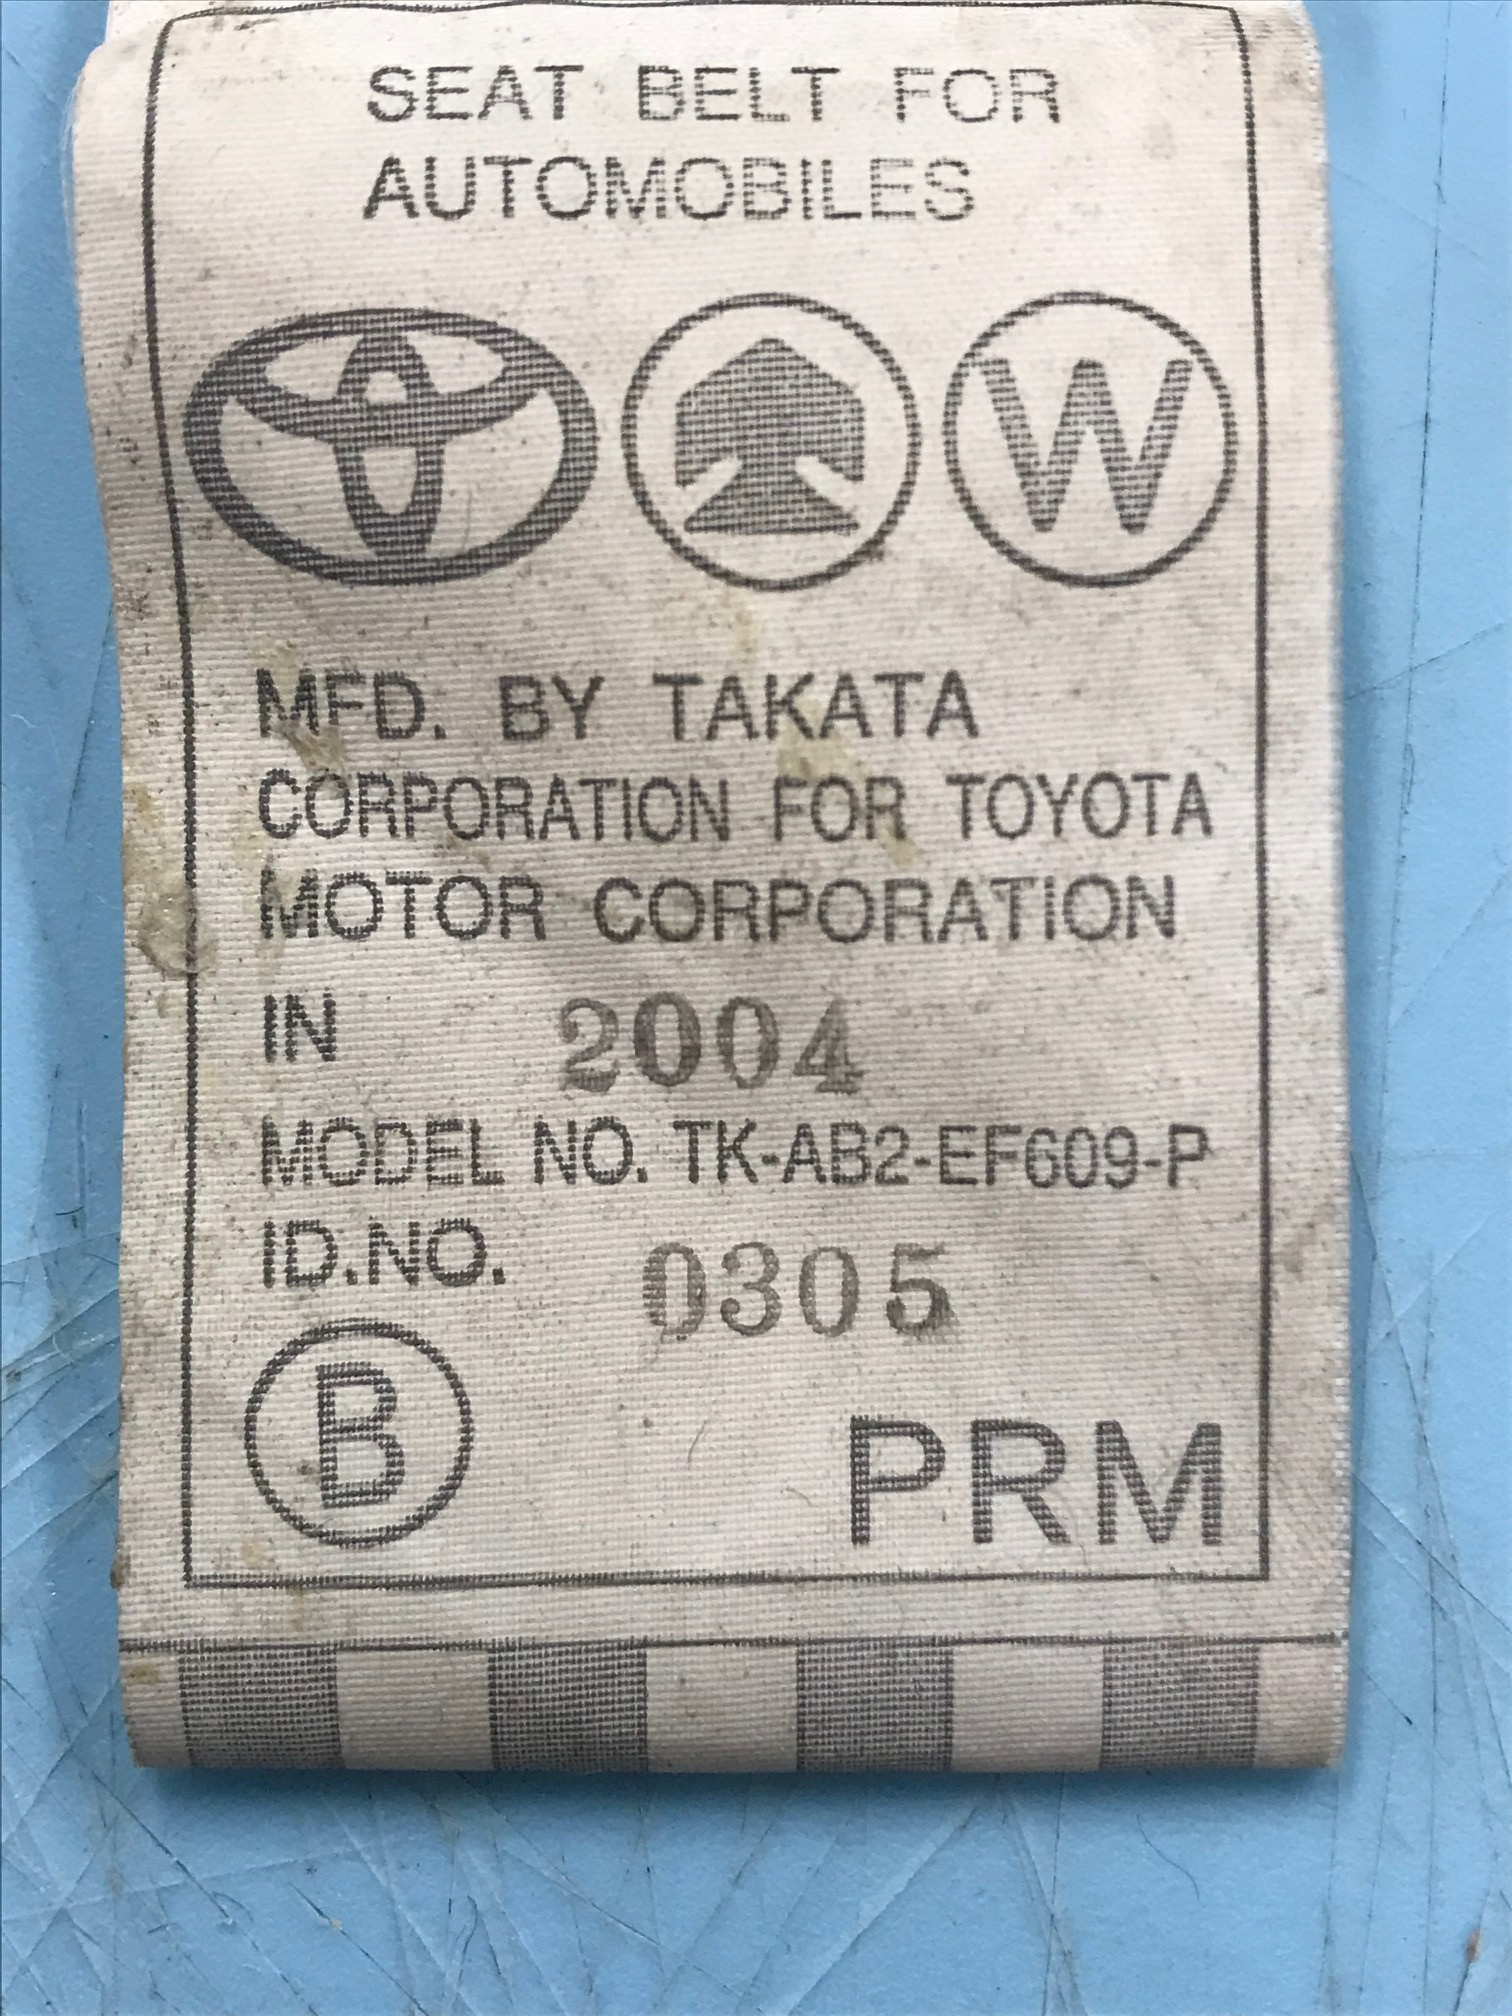 SEAT BELT FOR
AUTOMOBILES
W
MFD. BY TAKATA
CORPORATION FOR TOYOTA
MOTOR CORPORATION
IN 2004
MODEL NO. TK-AB2-EF609-P
ID.NO. 0305
B PRM